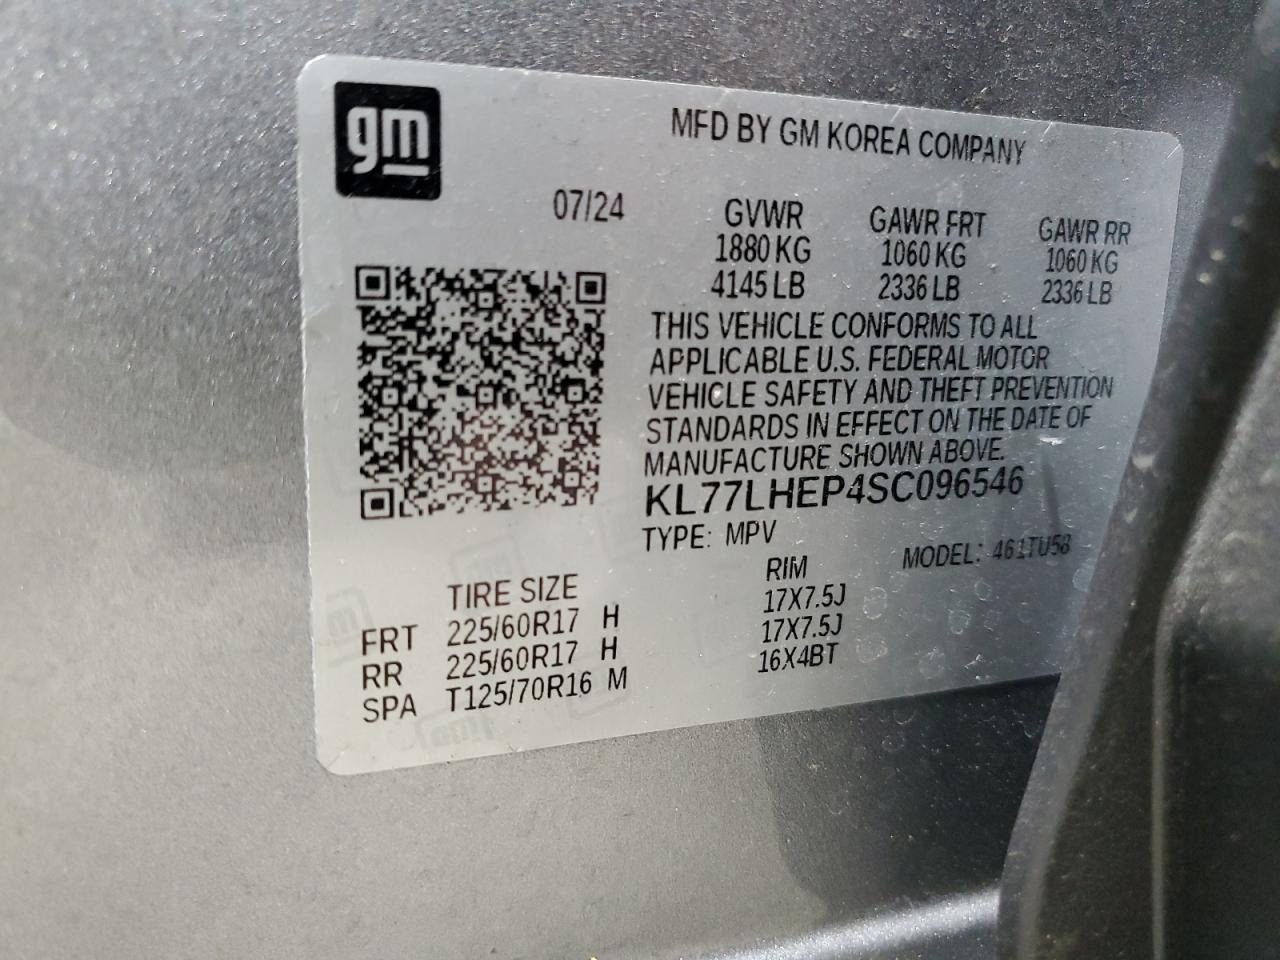 gm
MFD BY GM KOREA COMPANY
07/24 GVWR GAWR FRT GAWR RR
1880 KG 1060 KG 1060 KG
4145 LB 2336 LB 2336 LB
THIS VEHICLE CONFORMS TO ALL
APPLICABLE U.S. FEDERAL MOTOR
VEHICLE SAFETY AND THEFT PREVENTION
STANDARDS IN EFFECT ON THE DATE OF
MANUFACTURE SHOWN ABOVE.
KL77LHEP4SC096546
TYPE: MPV MODEL: 461TU58
TIRE SIZE RIM
FRT 225/60R17 H 17X7.5J
RR 225/60R17 H 17X7.5J
SPA T125/70R16 M 16X4BT